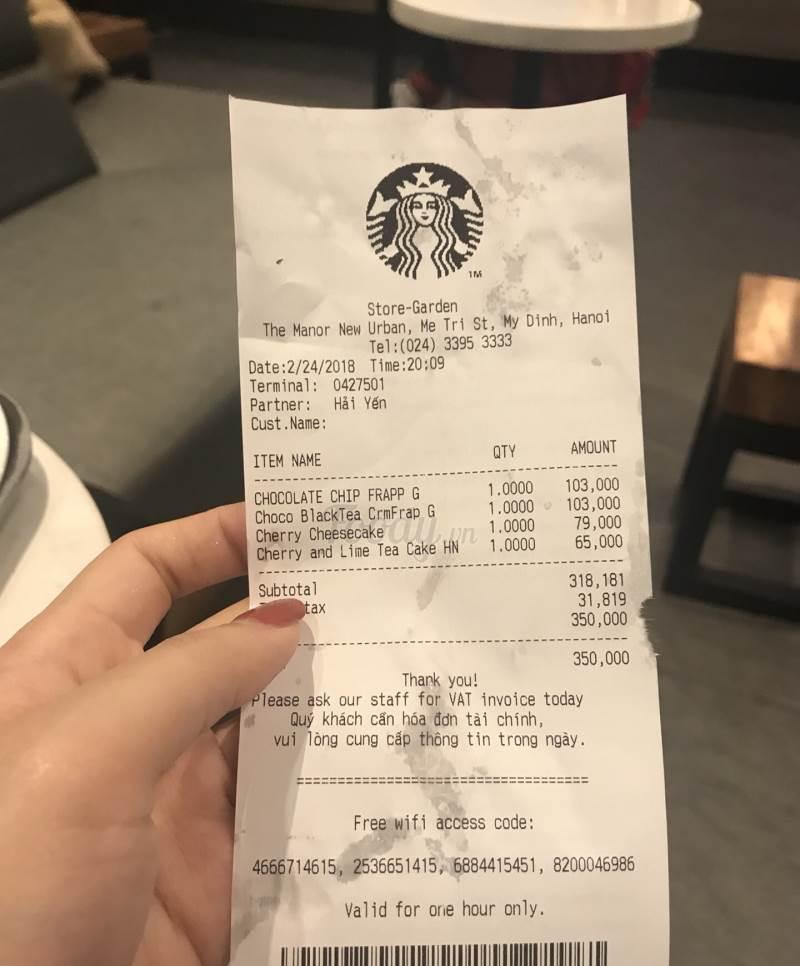 TM
Store-Garden
The Manor New Urban, Me Tri St, My Dinh, Hanoi
Tel:(024) 3395 3333
Date:2/24/2018 Time:20:09
Terminal: 0427501
Partner: Hải Yến
Cust.Name:
ITEM NAME QTY AMOUNT
CHOCOLATE CHIP FRAPP G 1.0000 103,000
Choco BlackTea CrmFrap G 1.0000 103,000
Cherry Cheesecake 1.0000 79,000
Cherry and Lime Tea Cake HN 1.0000 65,000
Subtotal 318,181
tax 31,819
350,000
350,000
Thank you!
Please ask our staff for VAT invoice today
Quý khách cần hóa đơn tài chính,
vui lòng cung cấp thông tin trong ngày.
====================================
Free wifi access code:
4666714615, 2536651415, 6884415451, 8200046986
Valid for one hour only.